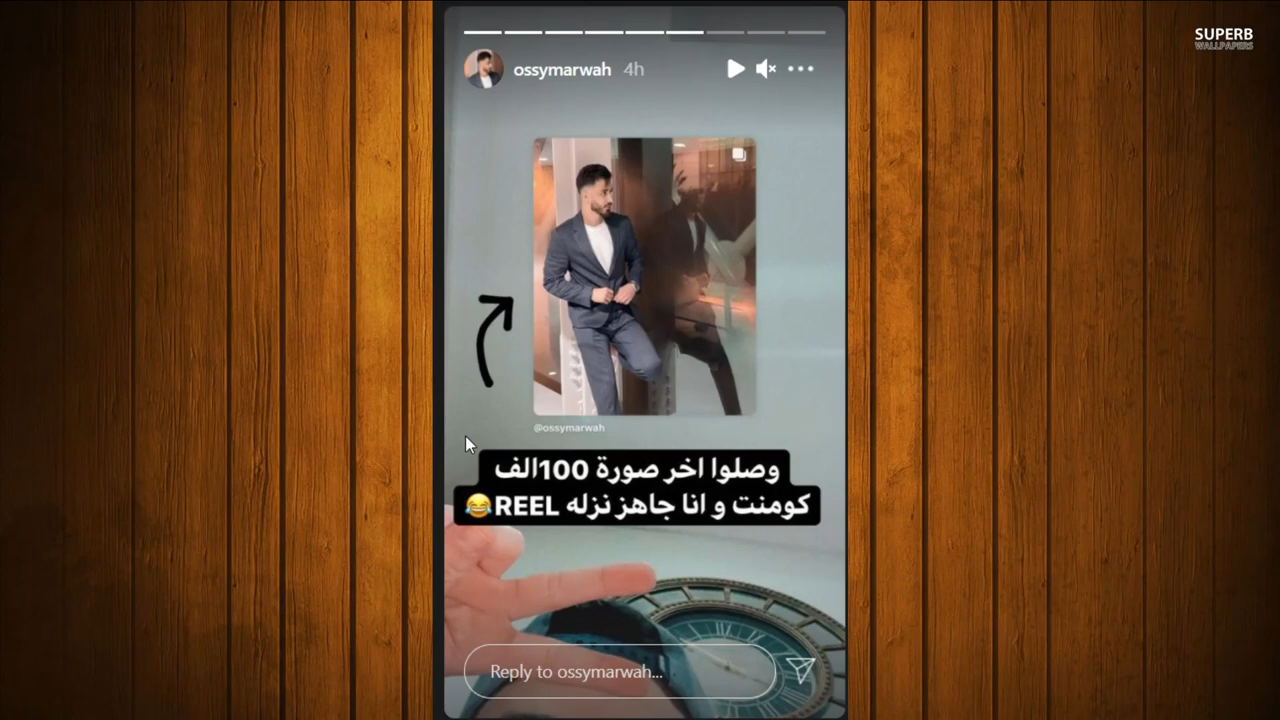 SUPERB
WALLPAPERS
ossymarwah 4h
@ossymarwah
وصلوا اخر صورة 100الف
كومنت و انا جاهز نزله REEL😂
Reply to ossymarwah...